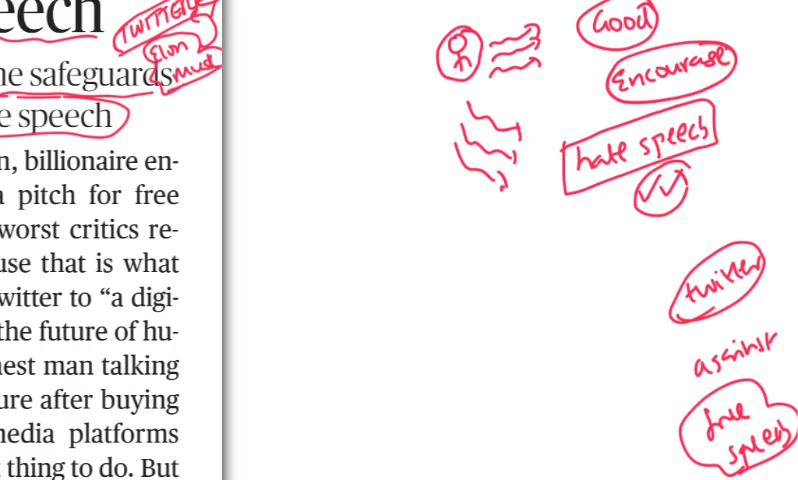 eech
TWITTER
Elon
Musk
he safeguards
e speech
n, billionaire en-
a pitch for free
worst critics re-
use that is what
witter to “a digi-
the future of hu-
hest man talking
ure after buying
media platforms
t thing to do. But
Good
Encourage
hate speech
twitter
against
free
speech